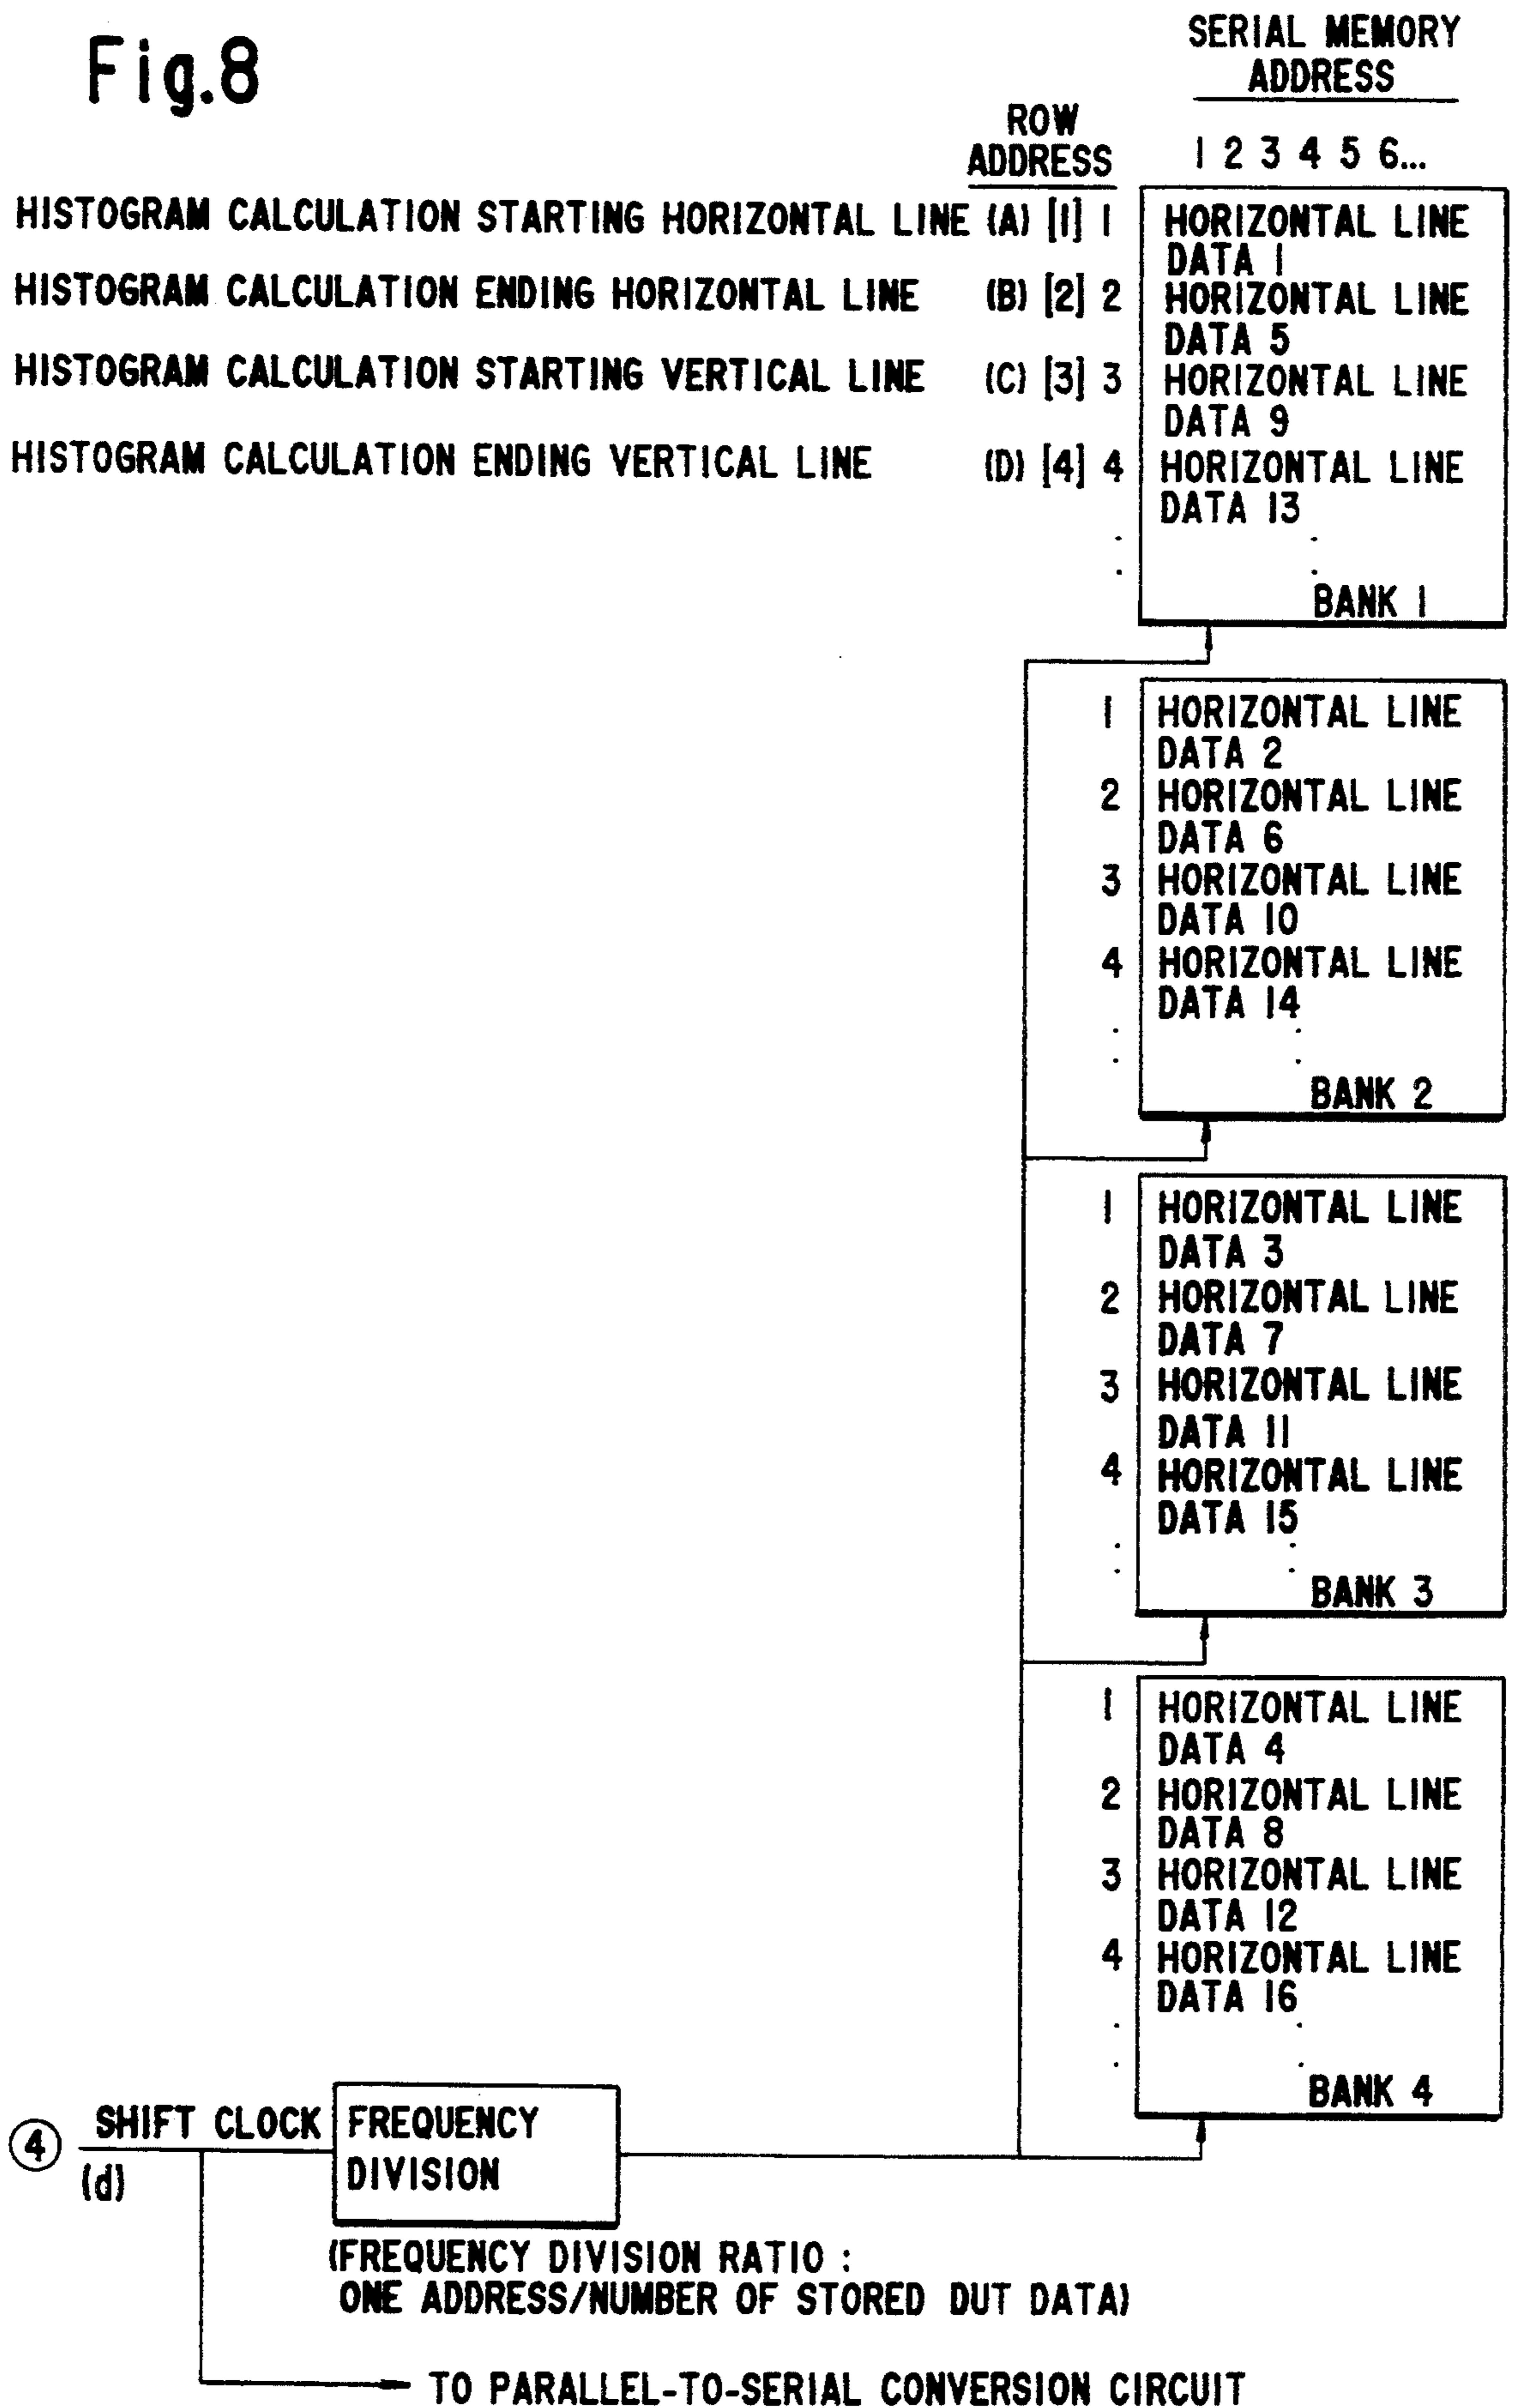 Fig.8
SERIAL MEMORY
ADDRESS
ROW
ADDRESS
1 2 3 4 5 6...
HISTOGRAM CALCULATION STARTING HORIZONTAL LINE (A) [1] 1 HORIZONTAL LINE
DATA 1
HISTOGRAM CALCULATION ENDING HORIZONTAL LINE (B) [2] 2 HORIZONTAL LINE
DATA 5
HISTOGRAM CALCULATION STARTING VERTICAL LINE (C) [3] 3 HORIZONTAL LINE
DATA 9
HISTOGRAM CALCULATION ENDING VERTICAL LINE (D) [4] 4 HORIZONTAL LINE
DATA 13
BANK 1
1 HORIZONTAL LINE
DATA 2
2 HORIZONTAL LINE
DATA 6
3 HORIZONTAL LINE
DATA 10
4 HORIZONTAL LINE
DATA 14
BANK 2
1 HORIZONTAL LINE
DATA 3
2 HORIZONTAL LINE
DATA 7
3 HORIZONTAL LINE
DATA 11
4 HORIZONTAL LINE
DATA 15
BANK 3
1 HORIZONTAL LINE
DATA 4
2 HORIZONTAL LINE
DATA 8
3 HORIZONTAL LINE
DATA 12
4 HORIZONTAL LINE
DATA 16
BANK 4
④ SHIFT CLOCK
(d)
FREQUENCY
DIVISION
(FREQUENCY DIVISION RATIO :
ONE ADDRESS/NUMBER OF STORED DUT DATA)
TO PARALLEL-TO-SERIAL CONVERSION CIRCUIT